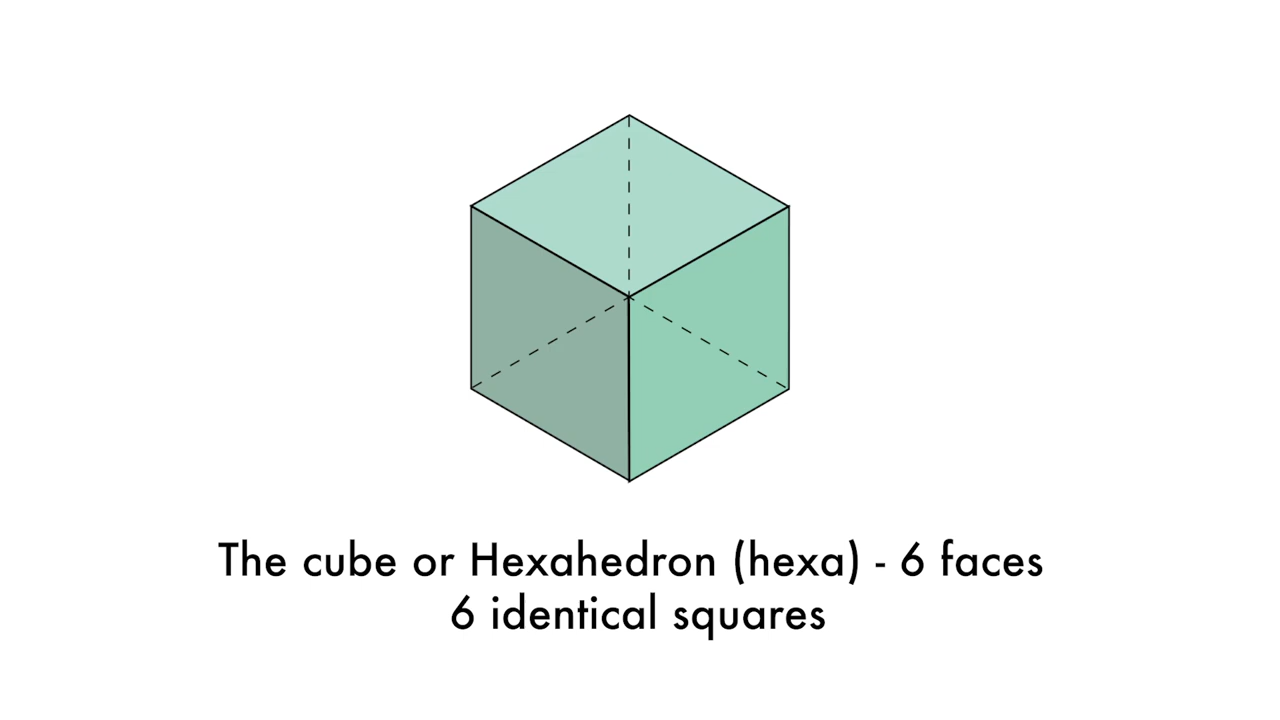 The cube or Hexahedron (hexa) - 6 faces
6 identical squares